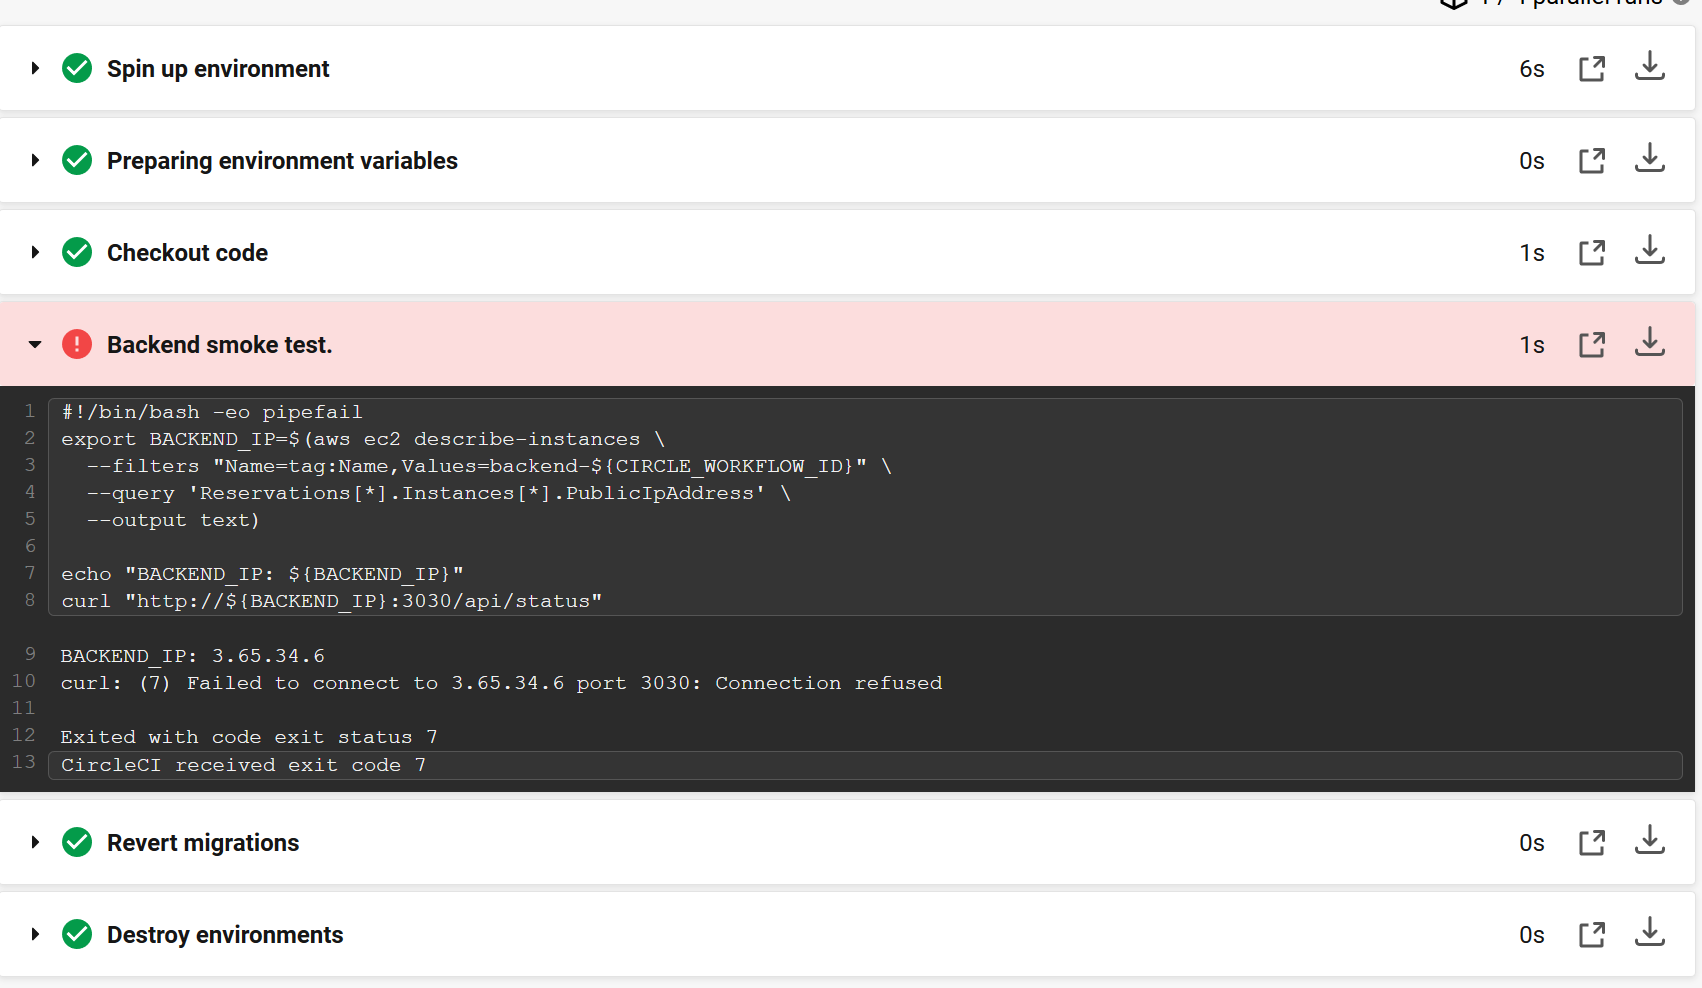 Spin up environment 6s
Preparing environment variables 0s
Checkout code 1s
Backend smoke test. 1s
1 #!/bin/bash -eo pipefail
2 export BACKEND_IP=$(aws ec2 describe-instances \
3   --filters "Name=tag:Name,Values=backend-${CIRCLE_WORKFLOW_ID}" \
4   --query 'Reservations[*].Instances[*].PublicIpAddress' \
5   --output text)
6
7 echo "BACKEND_IP: ${BACKEND_IP}"
8 curl "http://${BACKEND_IP}:3030/api/status"
9 BACKEND_IP: 3.65.34.6
10 curl: (7) Failed to connect to 3.65.34.6 port 3030: Connection refused
11
12 Exited with code exit status 7
13 CircleCI received exit code 7
Revert migrations 0s
Destroy environments 0s